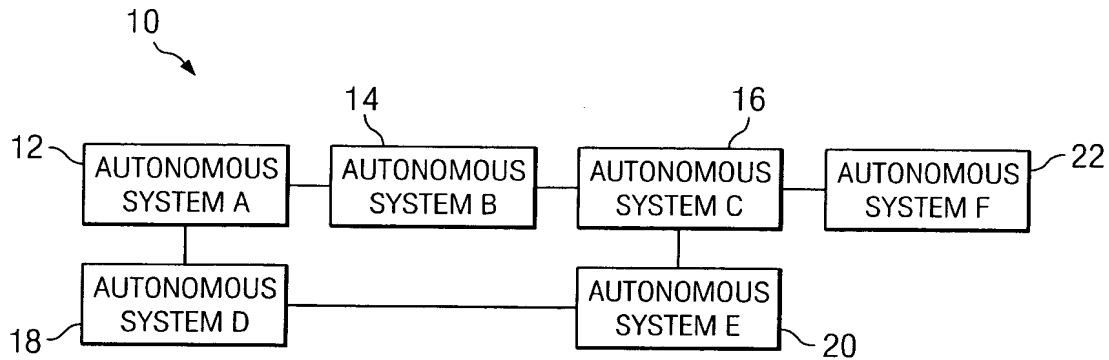 10
14
16
12
22
AUTONOMOUS
SYSTEM A
AUTONOMOUS
SYSTEM B
AUTONOMOUS
SYSTEM C
AUTONOMOUS
SYSTEM F
AUTONOMOUS
SYSTEM D
AUTONOMOUS
SYSTEM E
18
20